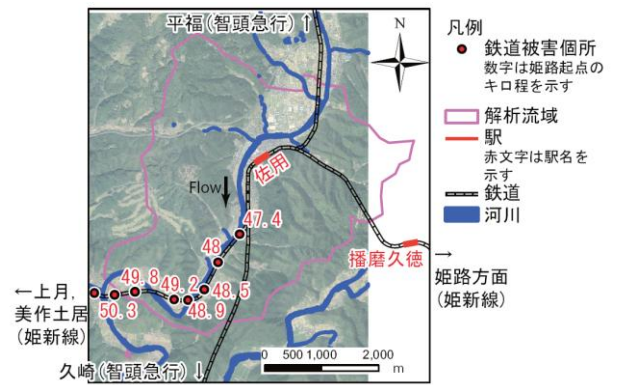 平福(智頭急行)↑
N
佐用
Flow
47.4
48
49.8
49.2
48.5
50.3
48.9
播磨久徳
←上月,
美作土居
(姫新線)
→
姫路方面
(姫新線)
久崎(智頭急行)↓
0 500 1,000 2,000
m
凡例
鉄道被害個所
数字は姫路起点の
キロ程を示す
解析流域
駅
赤文字は駅名を
示す
鉄道
河川